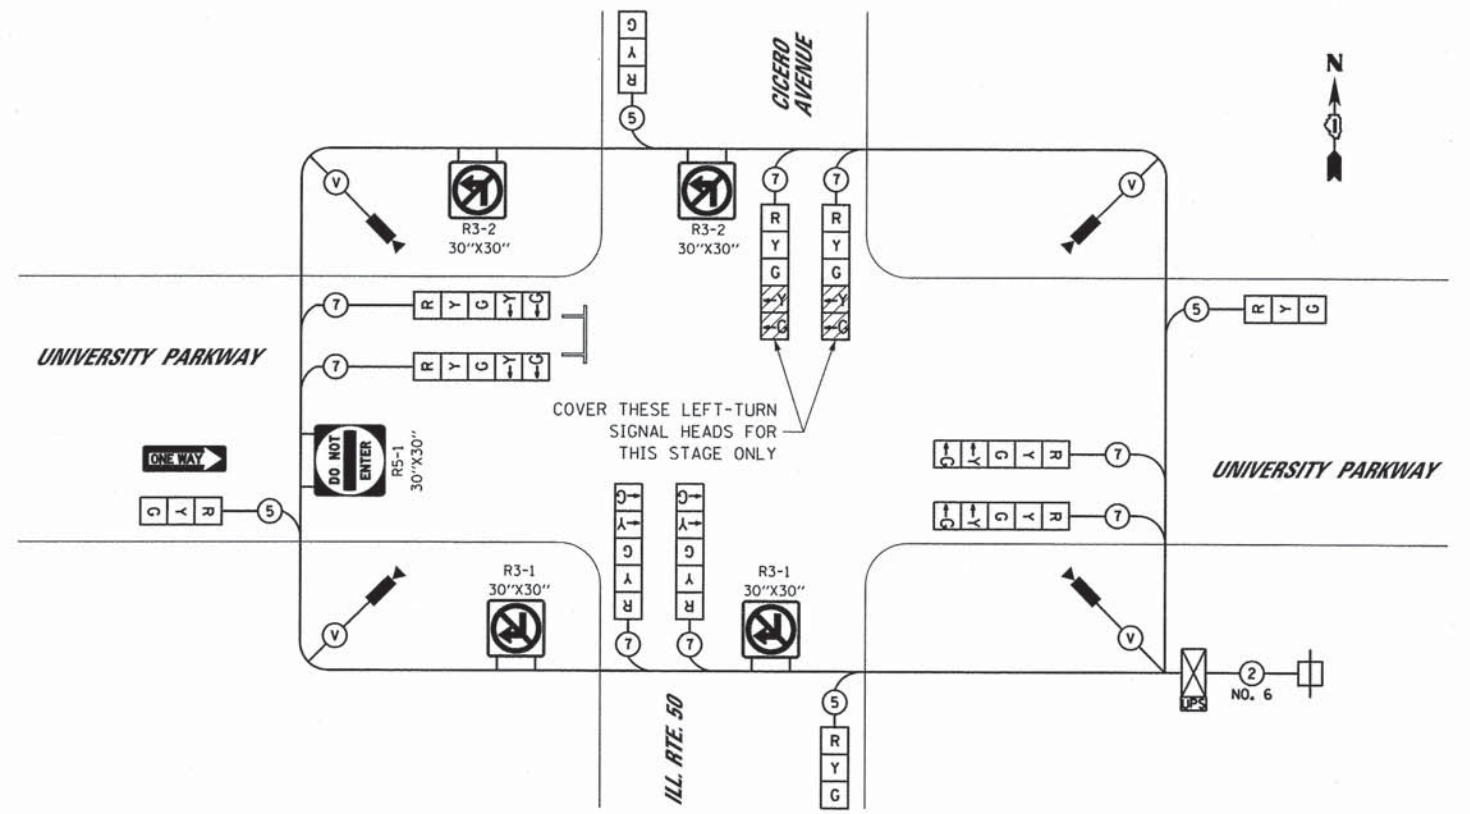 G
Y
R
5
CICERO
AVENUE
N
1
V
R3-2
30"X30"
R3-2
30"X30"
7
R
Y
G
←Y
←G
7
R
Y
G
←Y
←G
V
7
R Y G ←Y ←G
7
R Y G ←Y ←G
5
R Y G
UNIVERSITY PARKWAY
COVER THESE LEFT-TURN
SIGNAL HEADS FOR
THIS STAGE ONLY
DO NOT
ENTER
R5-1
30"X30"
ONE WAY
G Y R
5
←G ←Y G Y R
7
←G ←Y G Y R
7
UNIVERSITY PARKWAY
←G
←Y
G
Y
R
7
←G
←Y
G
Y
R
7
R3-1
30"X30"
R3-1
30"X30"
V
V
ILL. RTE. 50
5
R
Y
G
UPS
2
NO. 6